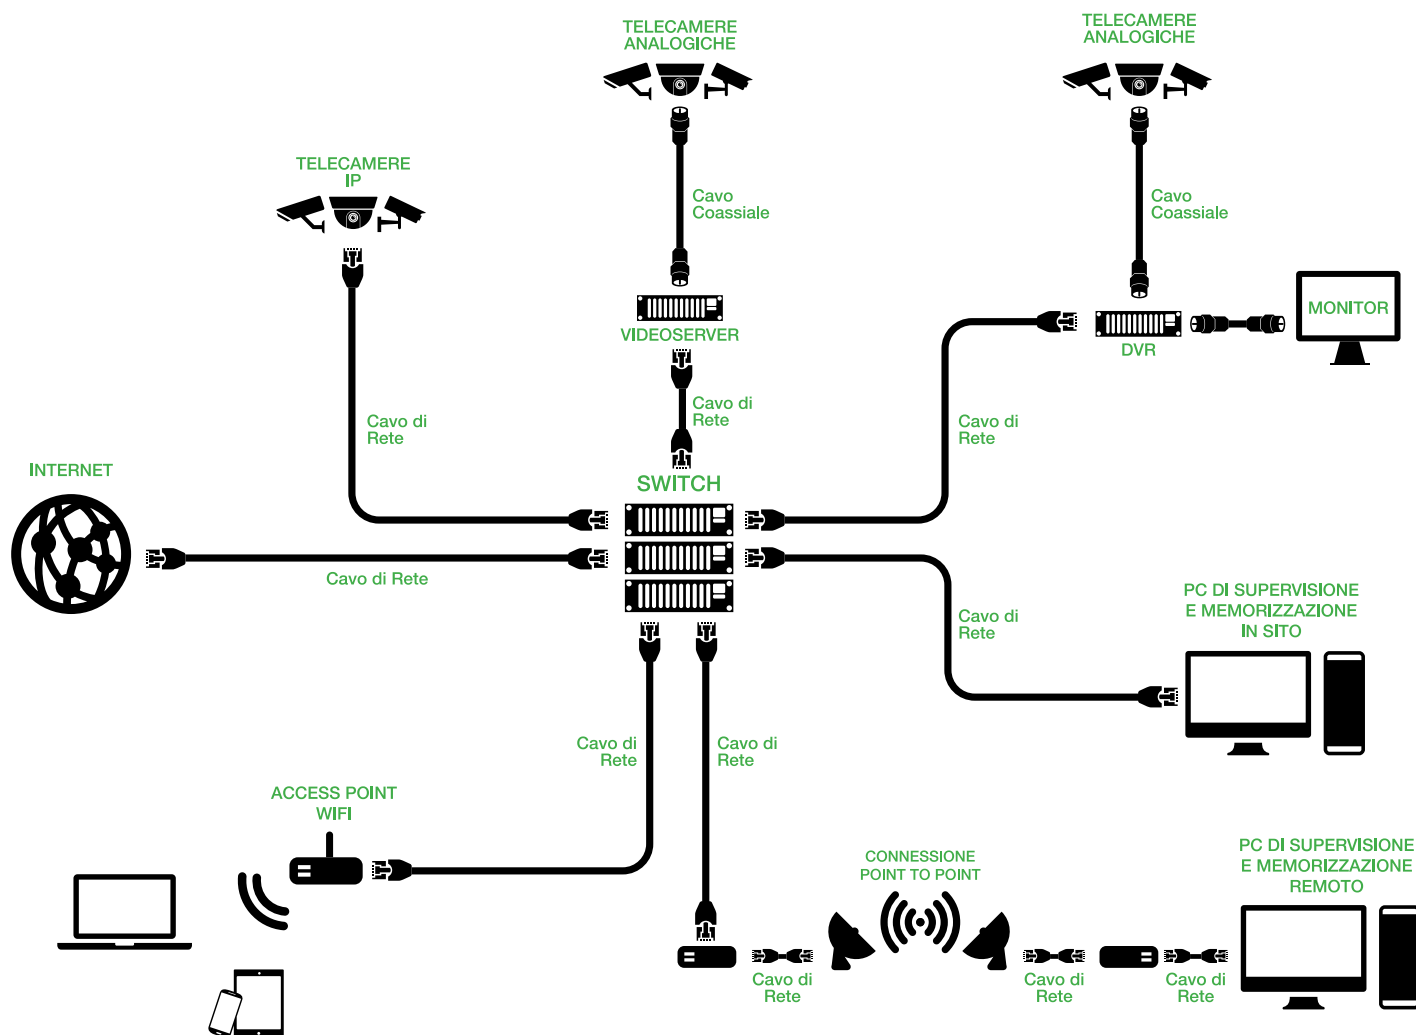 TELECAMERE
ANALOGICHE
TELECAMERE
ANALOGICHE
TELECAMERE
IP
Cavo
Coassiale
Cavo
Coassiale
VIDEOSERVER
DVR
MONITOR
Cavo di
Rete
Cavo di
Rete
Cavo di
Rete
INTERNET
SWITCH
Cavo di Rete
PC DI SUPERVISIONE
E MEMORIZZAZIONE
IN SITO
Cavo di
Rete
Cavo di
Rete
Cavo di
Rete
ACCESS POINT
WIFI
CONNESSIONE
POINT TO POINT
PC DI SUPERVISIONE
E MEMORIZZAZIONE
REMOTO
Cavo di
Rete
Cavo di
Rete
Cavo di
Rete